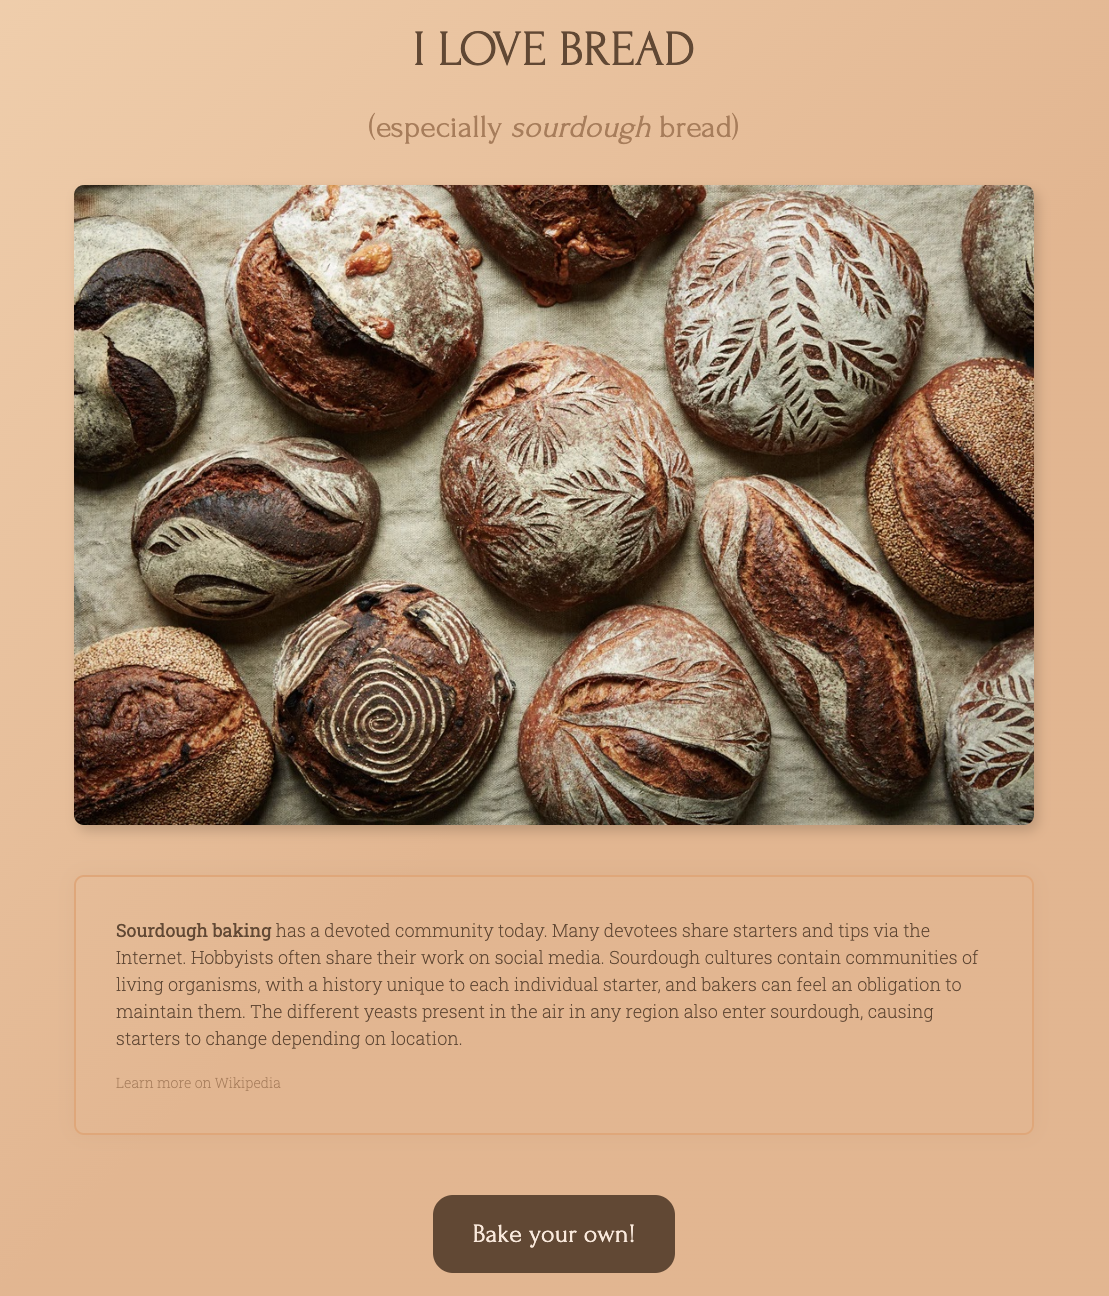 I LOVE BREAD
(especially sourdough bread)
Sourdough baking has a devoted community today. Many devotees share starters and tips via the
Internet. Hobbyists often share their work on social media. Sourdough cultures contain communities of
living organisms, with a history unique to each individual starter, and bakers can feel an obligation to
maintain them. The different yeasts present in the air in any region also enter sourdough, causing
starters to change depending on location.
Learn more on Wikipedia
Bake your own!